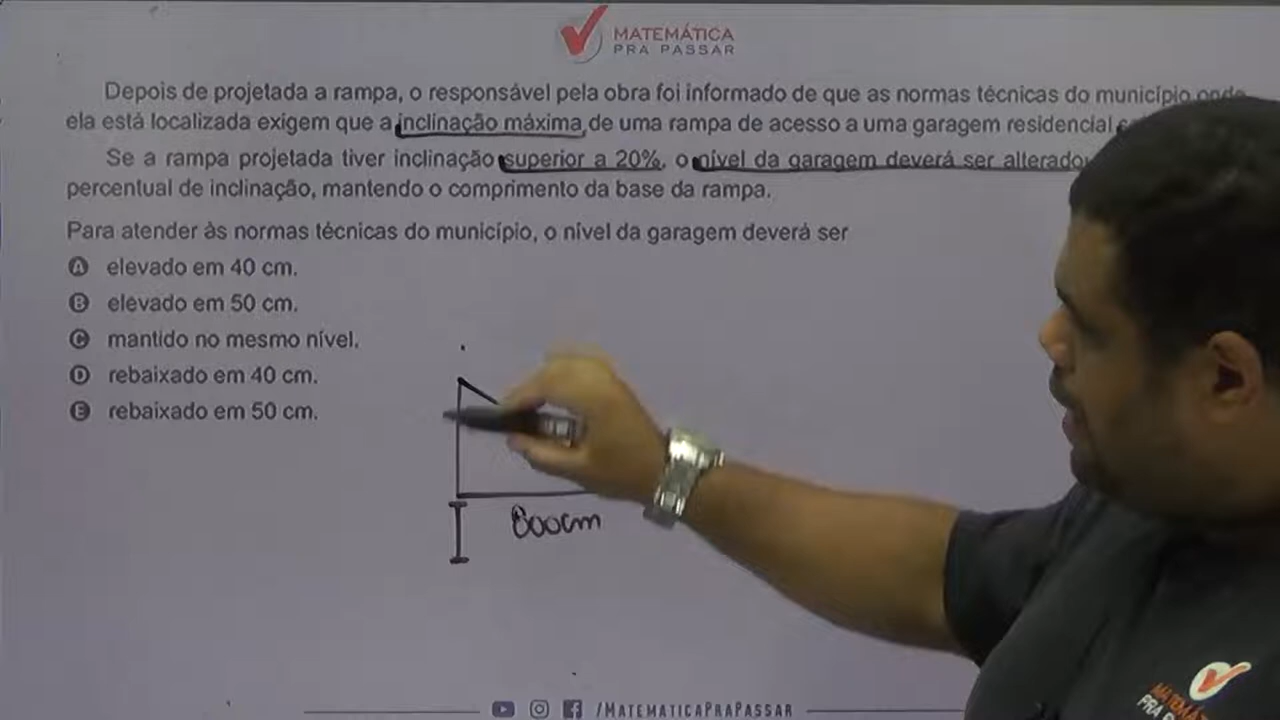 MATEMÁTICA
PRA PASSAR
Depois de projetada a rampa, o responsável pela obra foi informado de que as normas técnicas do município onde
ela está localizada exigem que a inclinação máxima de uma rampa de acesso a uma garagem residencial
Se a rampa projetada tiver inclinação superior a 20%, o nível da garagem deverá ser alterado
percentual de inclinação, mantendo o comprimento da base da rampa.
Para atender às normas técnicas do município, o nível da garagem deverá ser
A elevado em 40 cm.
B elevado em 50 cm.
C mantido no mesmo nível.
D rebaixado em 40 cm.
E rebaixado em 50 cm.
800cm
/MATEMATICAPRAPASSAR